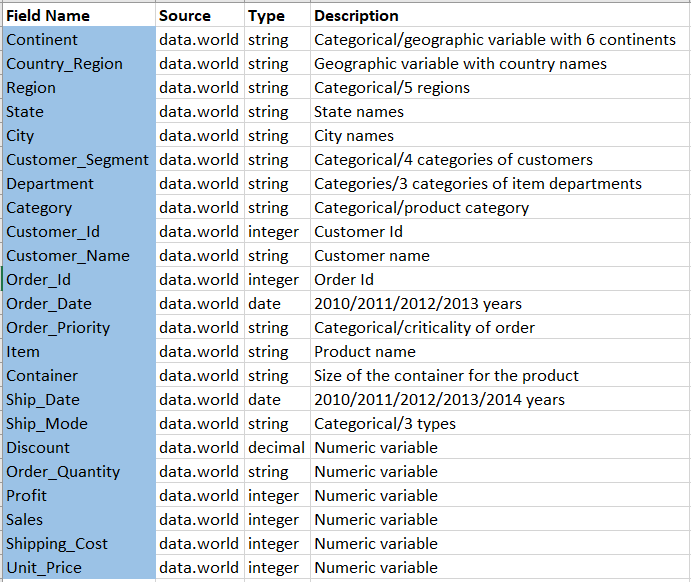 Field Name Source Type Description
Continent data.world string Categorical/geographic variable with 6 continents
Country_Region data.world string Geographic variable with country names
Region data.world string Categorical/5 regions
State data.world string State names
City data.world string City names
Customer_Segment data.world string Categorical/4 categories of customers
Department data.world string Categories/3 categories of item departments
Category data.world string Categorical/product category
Customer_Id data.world integer Customer Id
Customer_Name data.world string Customer name
Order_Id data.world integer Order Id
Order_Date data.world date 2010/2011/2012/2013 years
Order_Priority data.world string Categorical/criticality of order
Item data.world string Product name
Container data.world string Size of the container for the product
Ship_Date data.world date 2010/2011/2012/2013/2014 years
Ship_Mode data.world string Categorical/3 types
Discount data.world decimal Numeric variable
Order_Quantity data.world string Numeric variable
Profit data.world integer Numeric variable
Sales data.world integer Numeric variable
Shipping_Cost data.world integer Numeric variable
Unit_Price data.world integer Numeric variable